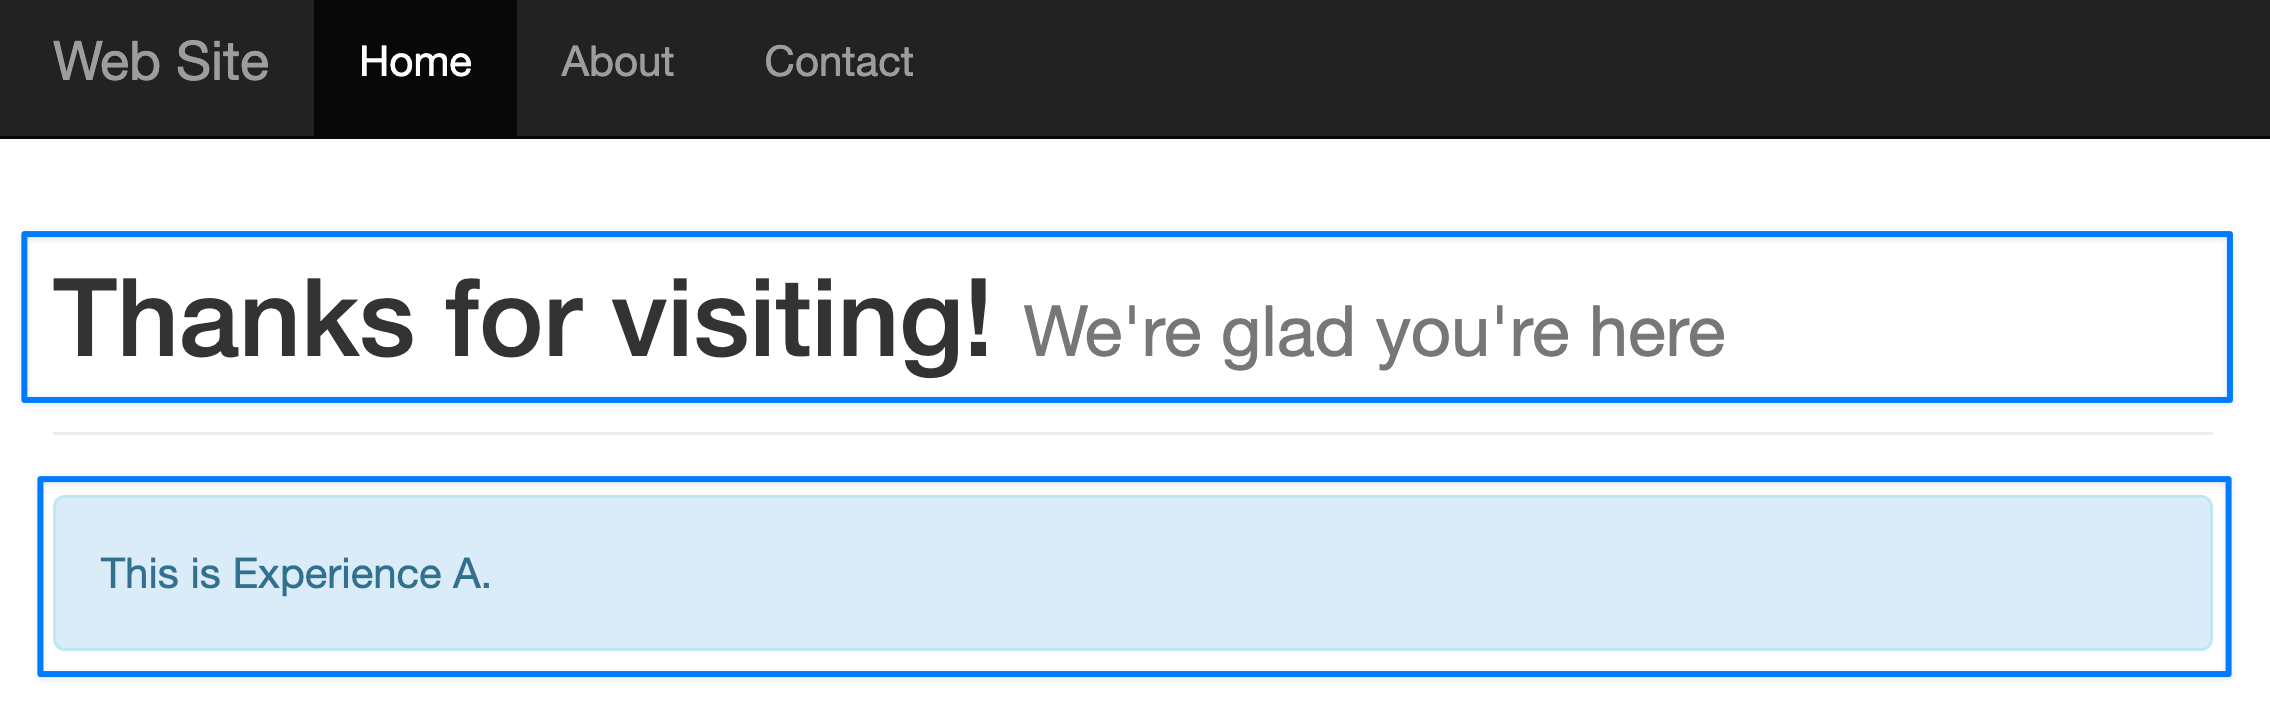 Web Site Home About Contact
Thanks for visiting! We're glad you're here
This is Experience A.